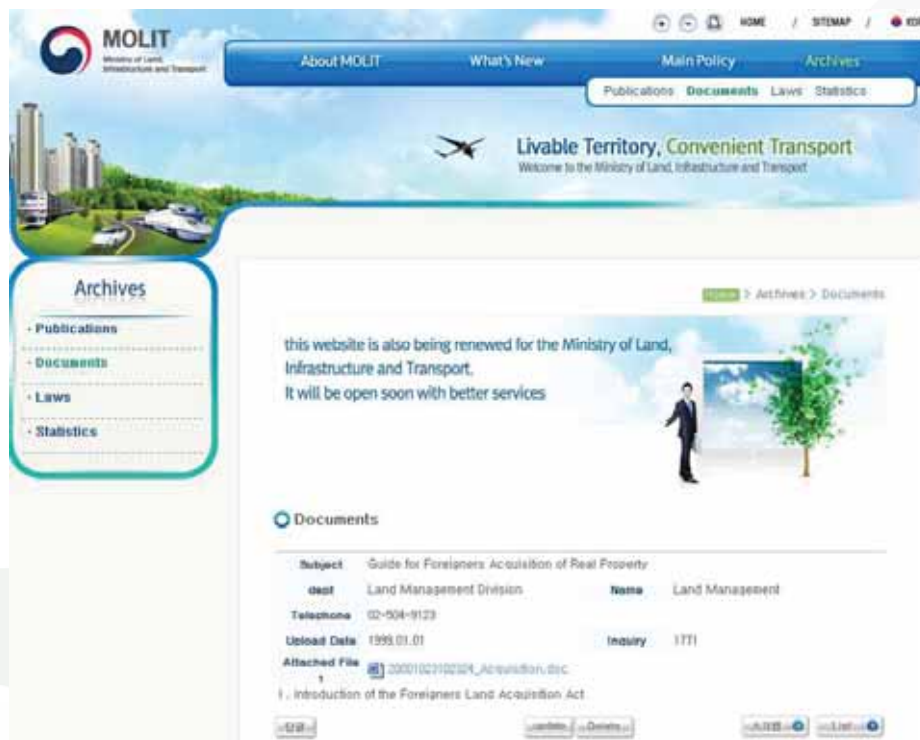 HOME / SITEMAP /
MOLIT
Ministry of Land,
Infrastructure and Transport
About MOLIT What's New Main Policy Archives
Publications Documents Laws Statistics
Livable Territory, Convenient Transport
Welcome to the Ministry of Land, Infrastructure and Transport
Archives
· Publications
· Documents
· Laws
· Statistics
Home > Archives > Documents
this website is also being renewed for the Ministry of Land,
Infrastructure and Transport.
It will be open soon with better services
Documents
Subject Guide for Foreigners Acquisition of Real Property
dept Land Management Division Name Land Management
Telephone 02-504-9123
Upload Date 1999.01.01 Inquiry 1771
Attached File
1
I . Introduction of the Foreigners Land Acquisition Act
update Delete List